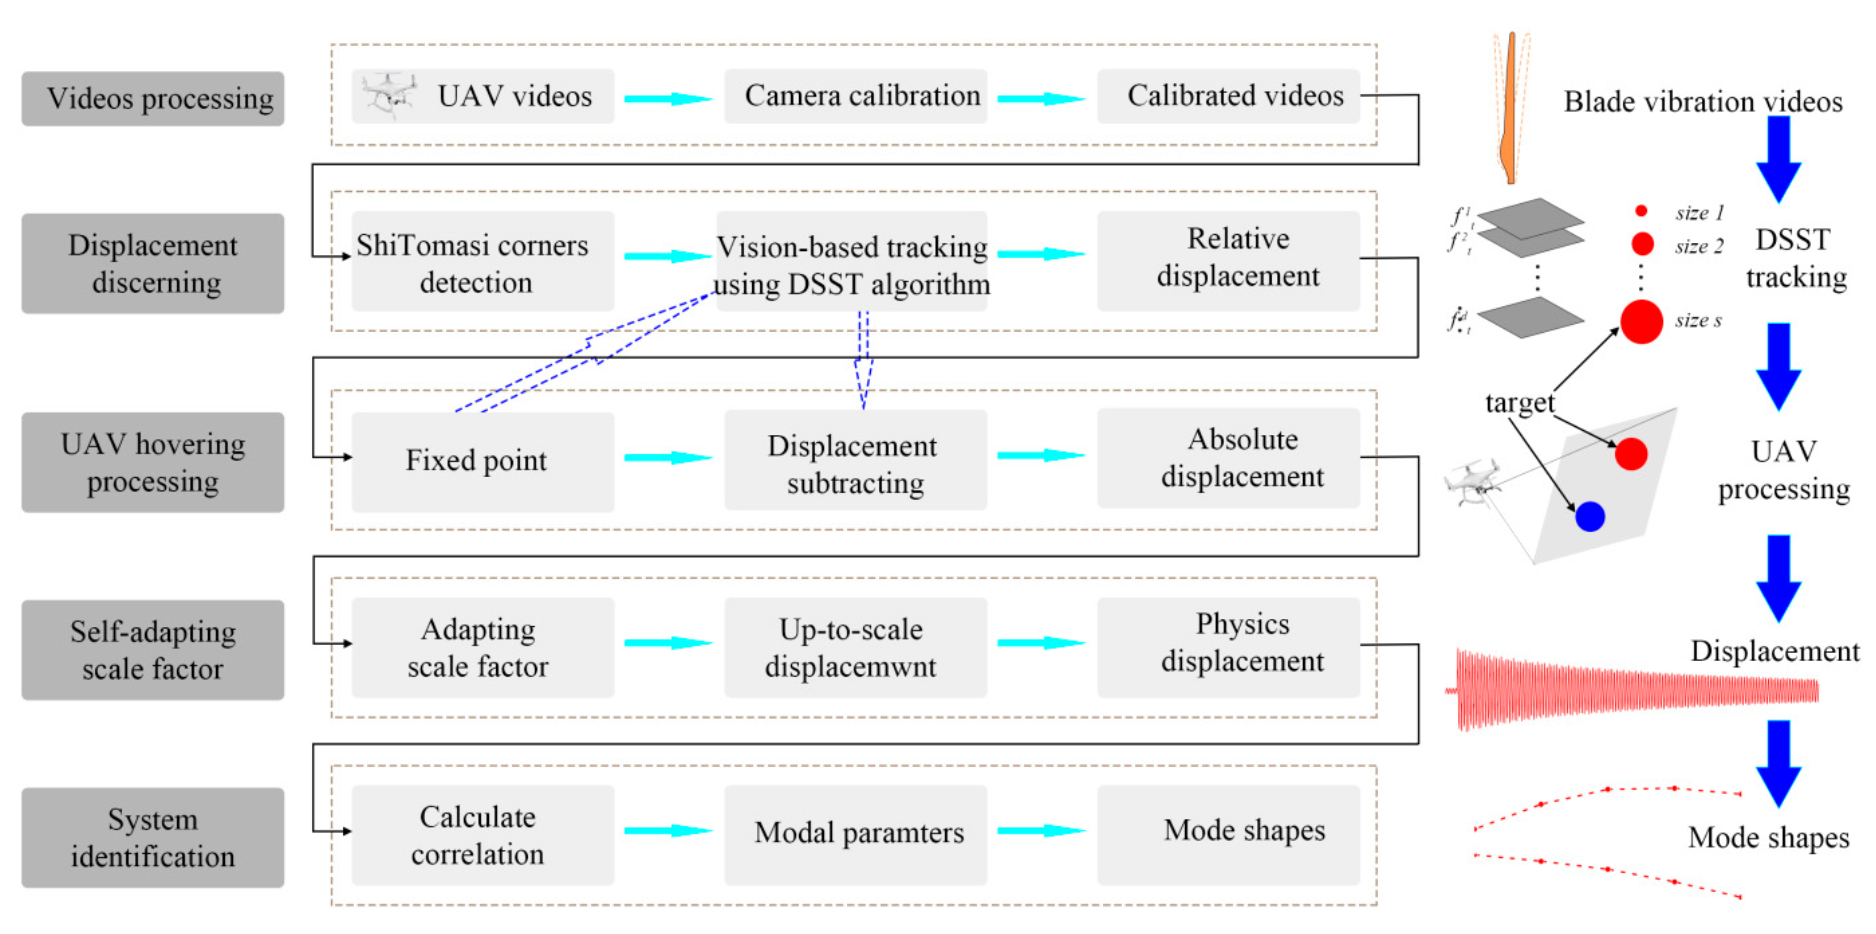 Videos processing
UAV videos
Camera calibration
Calibrated videos
Blade vibration videos
Displacement
discerning
ShiTomasi corners
detection
Vision-based tracking
using DSST algorithm
Relative
displacement
f 1 t
f 2 t
f d t
size 1
size 2
size s
DSST
tracking
target
UAV hovering
processing
Fixed point
Displacement
subtracting
Absolute
displacement
UAV
processing
Self-adapting
scale factor
Adapting
scale factor
Up-to-scale
displacemwnt
Physics
displacement
Displacement
System
identification
Calculate
correlation
Modal paramters
Mode shapes
Mode shapes